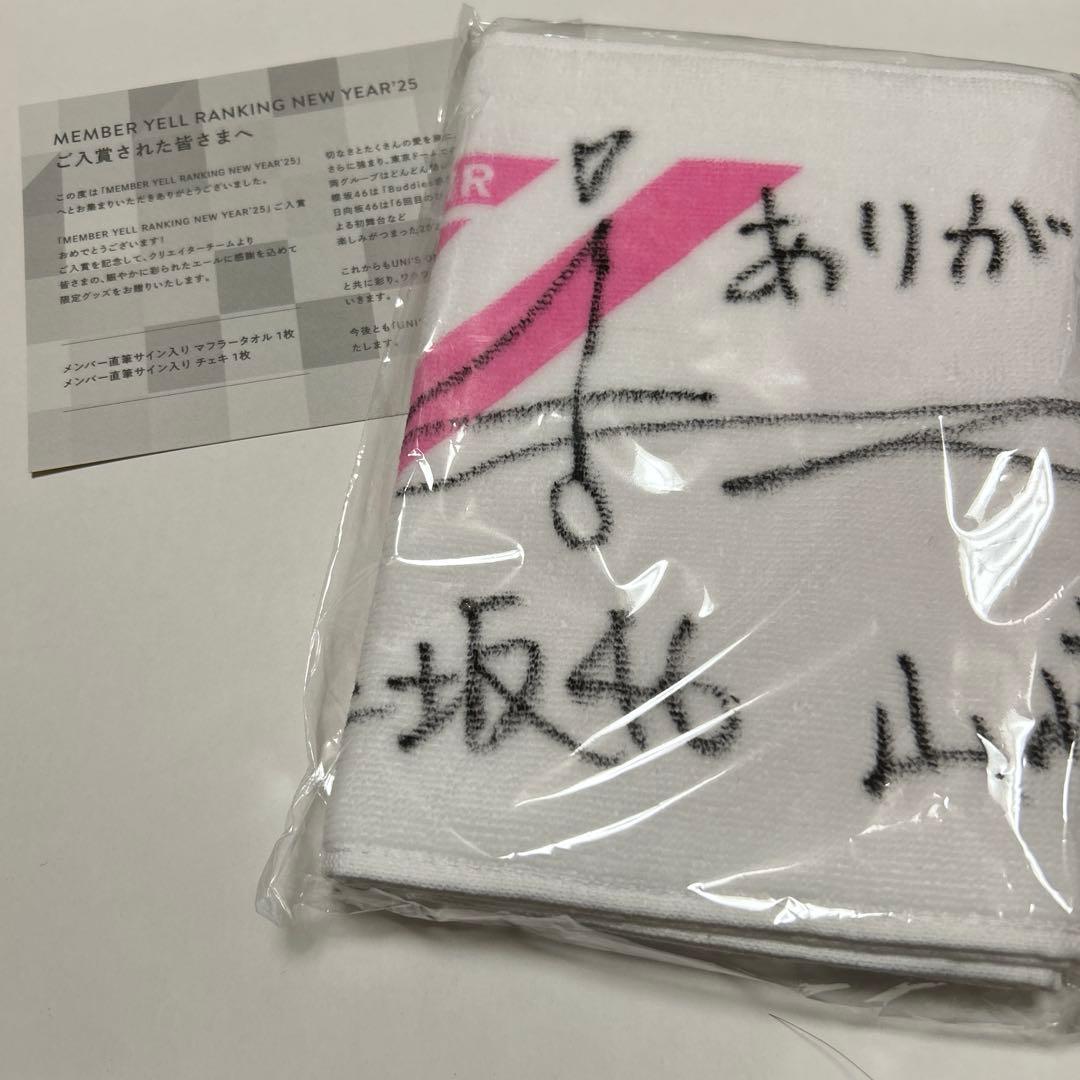 MEMBER YELL RANKING NEW YEAR'25
ご入賞された皆さまへ
この度は「MEMBER YELL RANKING NEW YEAR'25」
へとお集まりいただきありがとうございました。
「MEMBER YELL RANKING NEW YEAR'25」ご入賞
おめでとうございます!
ご入賞を記念して、クリエイターチームより
皆さまの、賑やかに彩られたエールに感謝を込めて
限定グッズをお贈りいたします。
メンバー直筆サイン入り マフラータオル 1枚
メンバー直筆サイン入り チェキ 1枚
切なさとたくさんの愛を胸に、
さらに強まり、東京ドームで
両グループはどんどん
櫻坂46は「Buddies
日向坂46は「6回目のひ
よる初舞台など
楽しみがつまった
これからもUNI'S ON
と共に彩り、ワ
いきます。
今後とも「UNI'S
たします。
R
ありが
坂46
山